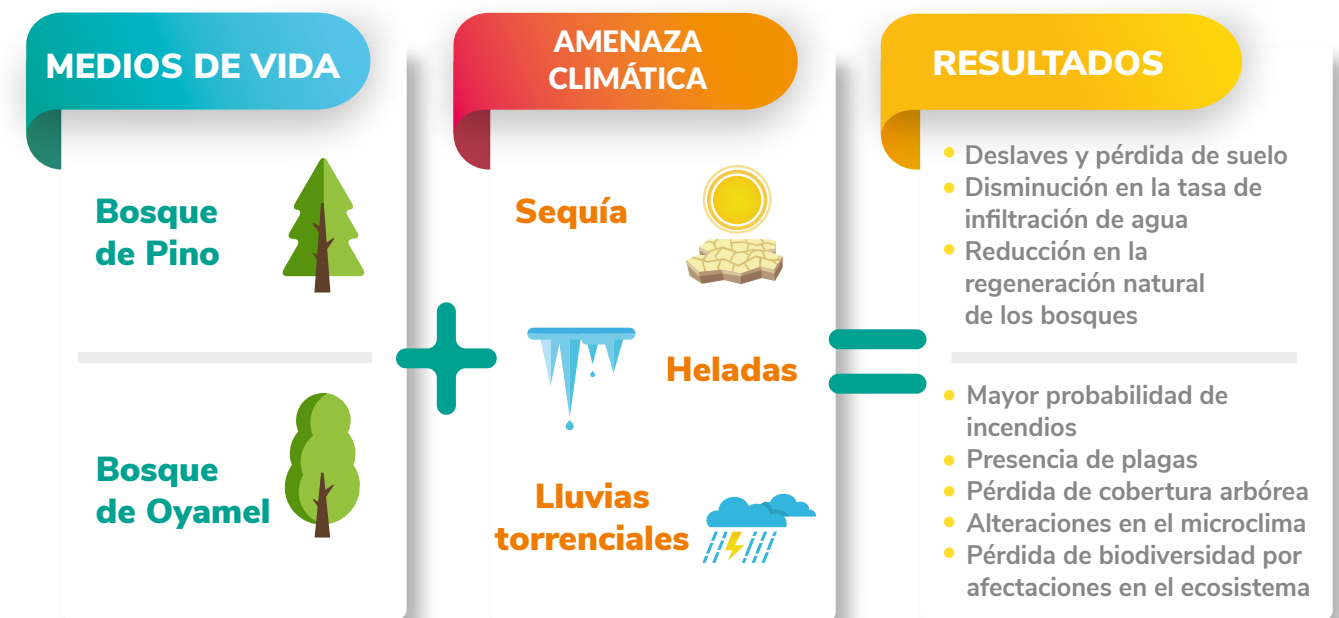 MEDIOS DE VIDA
Bosque
de Pino
Bosque
de Oyamel
AMENAZA
CLIMÁTICA
Sequía
Heladas
Lluvias
torrenciales
RESULTADOS
Deslaves y pérdida de suelo
Disminución en la tasa de
infiltración de agua
Reducción en la
regeneración natural
de los bosques
Mayor probabilidad de
incendios
Presencia de plagas
Pérdida de cobertura arbórea
Alteraciones en el microclima
Pérdida de biodiversidad por
afectaciones en el ecosistema